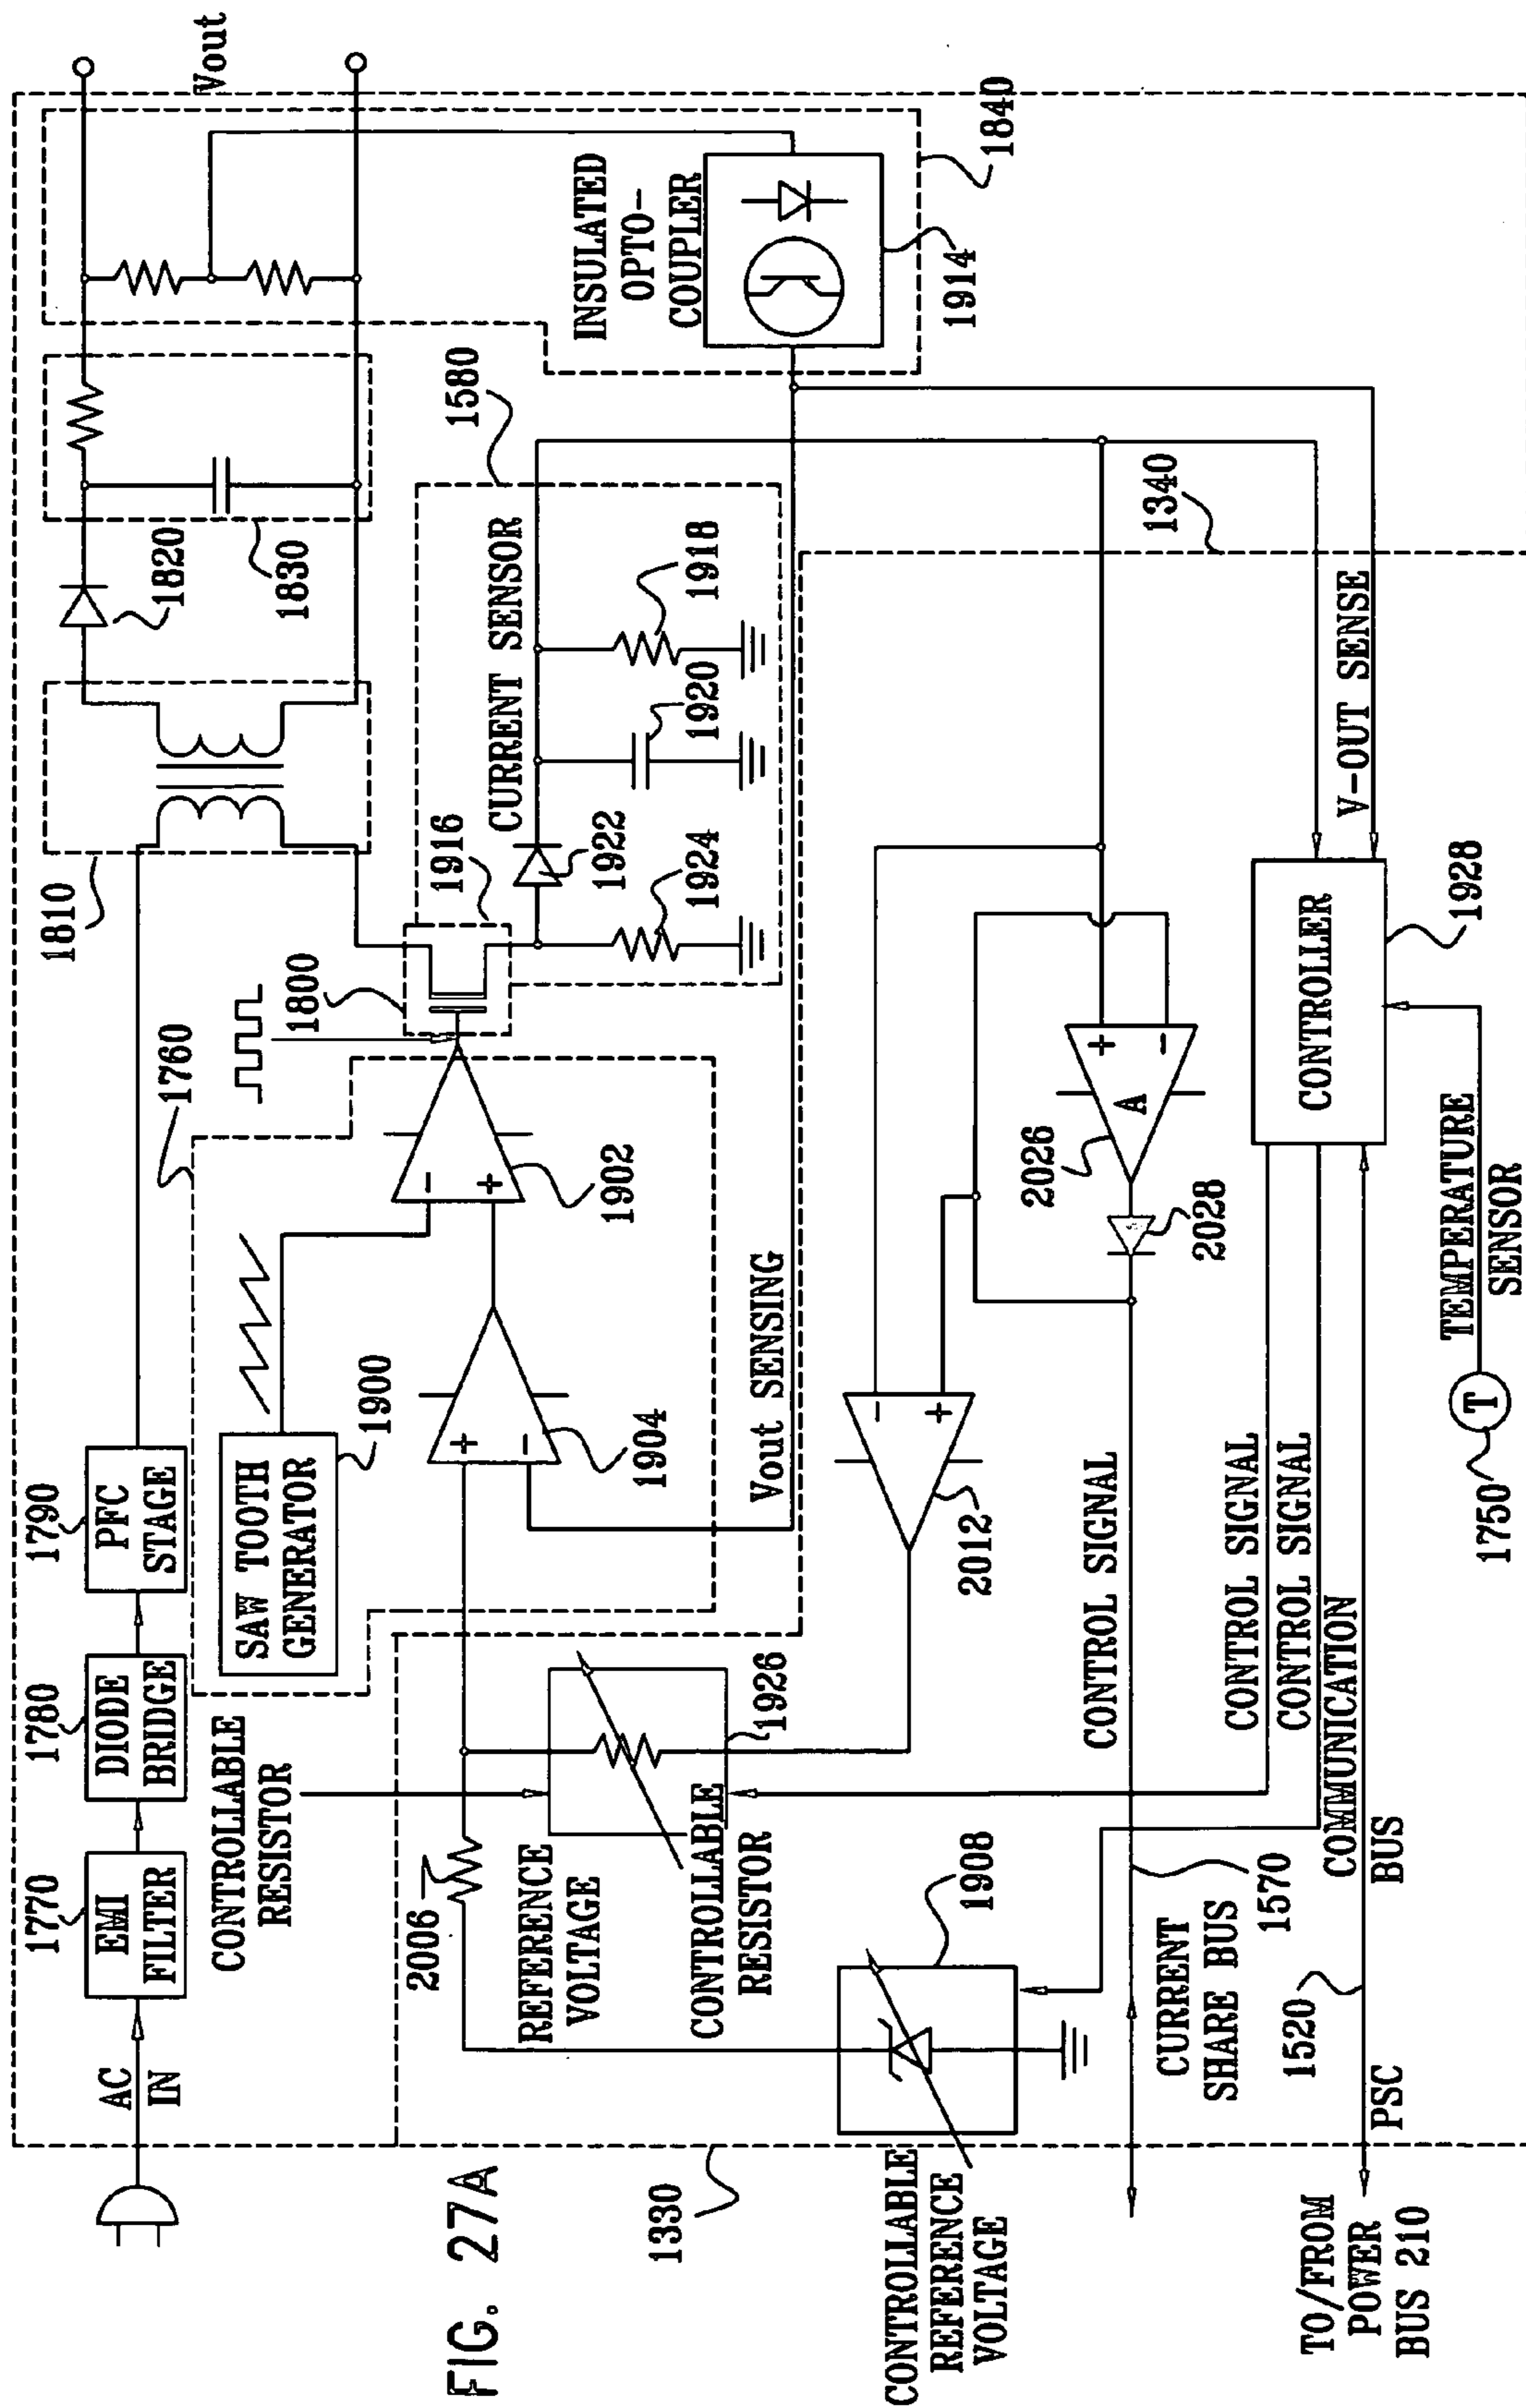 FIG. 27A
AC
IN
1770
EMI
FILTER
1780
DIODE
BRIDGE
1790
PFC
STAGE
1810
1820
1830
Vout
CONTROLLABLE
RESISTOR
SAW TOOTH
GENERATOR
1900
1760
1800
1916
-
+
1902
+
-
1904
CURRENT SENSOR
1922
1924
1920
1918
1580
INSULATED
OPTO-
COUPLER
1914
1840
Vout SENSING
2006
REFERENCE
VOLTAGE
CONTROLLABLE
RESISTOR
1926
1330
CONTROLLABLE
REFERENCE
VOLTAGE
1908
-
+
2012
2026
A
+
-
2028
1340
CONTROL SIGNAL
CURRENT
SHARE BUS
1570
CONTROL SIGNAL
CONTROL SIGNAL
COMMUNICATION
BUS
1520
PSC
TO/FROM
POWER
BUS 210
CONTROLLER
1928
V-OUT SENSE
TEMPERATURE
SENSOR
T
1750